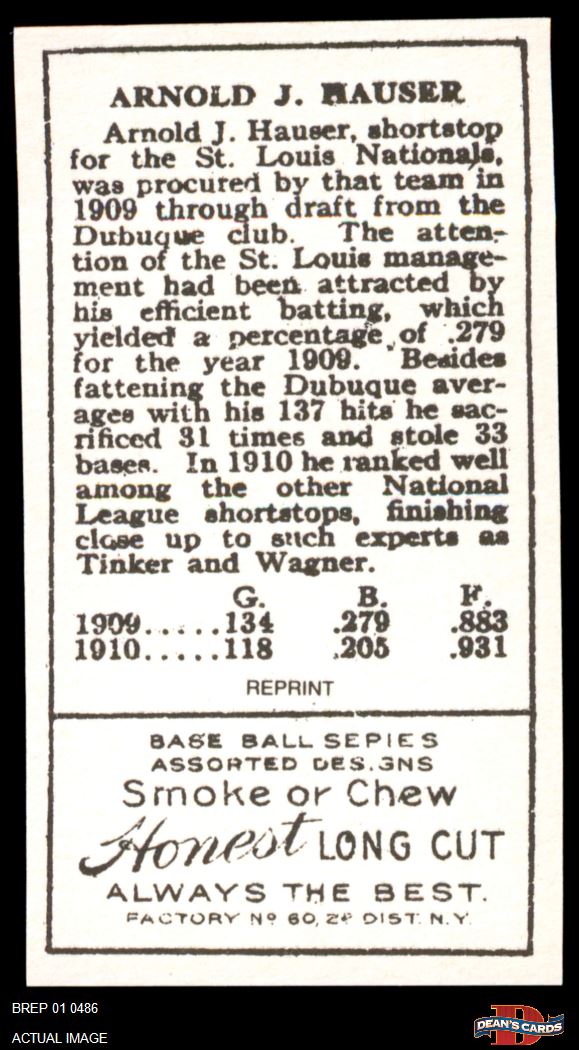 ARNOLD J. HAUSER
Arnold J. Hauser, shortstop
for the St. Louis Nationals,
was procured by that team in
1909 through draft from the
Dubuque club. The atten-
tion of the St. Louis manage-
ment had been attracted by
his efficient batting, which
yielded a percentage of .279
for the year 1909. Besides
fattening the Dubuque aver-
ages with his 137 hits he sac-
rificed 31 times and stole 33
bases. In 1910 he ranked well
among the other National
League shortstops, finishing
close up to such experts as
Tinker and Wagner.
G. B. F.
1909......134 .279 .883
1910......118 .205 .931
REPRINT
BASE BALL SERIES
ASSORTED DESIGNS
Smoke or Chew
Honest LONG CUT
ALWAYS THE BEST.
FACTORY Nº 60, 2ᴰ DIST. N.Y.
BREP 01 0486
ACTUAL IMAGE
D
DEAN'S CARDS